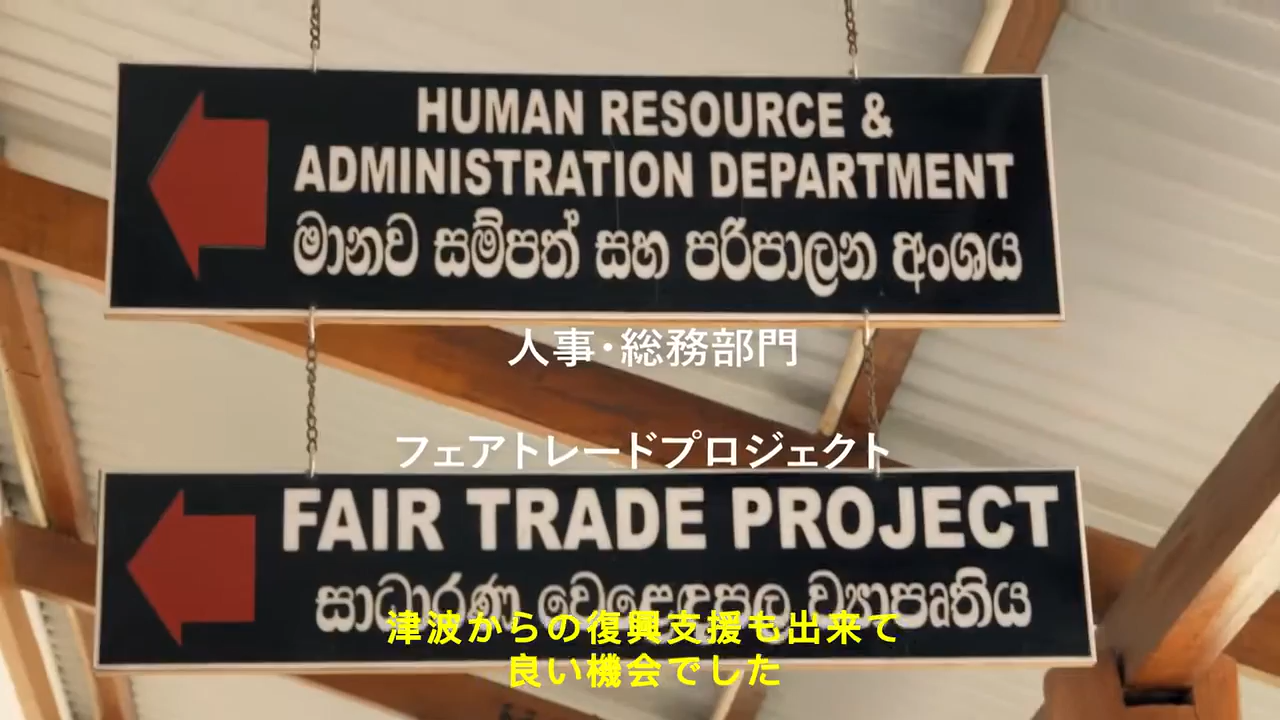 HUMAN RESOURCE &
ADMINISTRATION DEPARTMENT
මානව සම්පත් සහ පරිපාලන අංශය
人事・総務部門
フェアトレードプロジェクト
FAIR TRADE PROJECT
සාධාරණ වෙළෙඳපල ව්‍යාපෘතිය
津波からの復興支援も出来て
良い機会でした